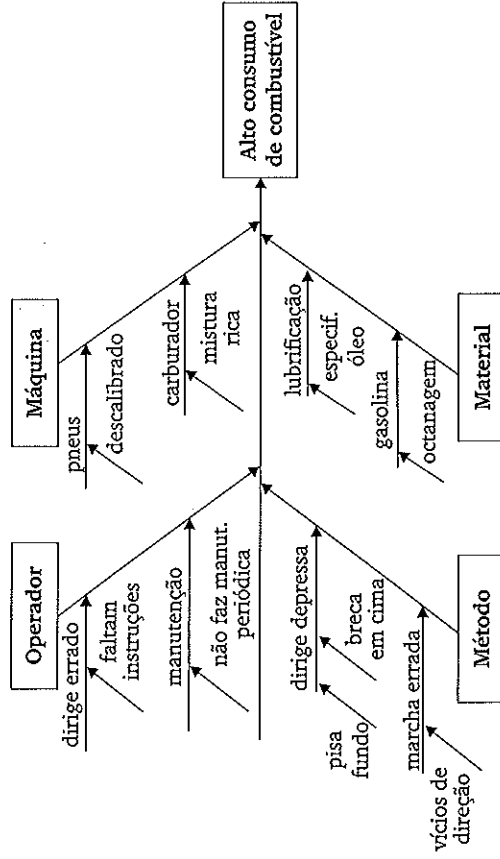 Operador
dirige errado
faltam
instruções
manutenção
não faz manut.
periódica
Máquina
pneus
descalibrado
carburador
mistura
rica
Alto consumo
de combustível
dirige depressa
pisa
fundo
breca
em cima
marcha errada
vícios de
direção
Método
lubrificação
especif.
óleo
gasolina
octanagem
Material